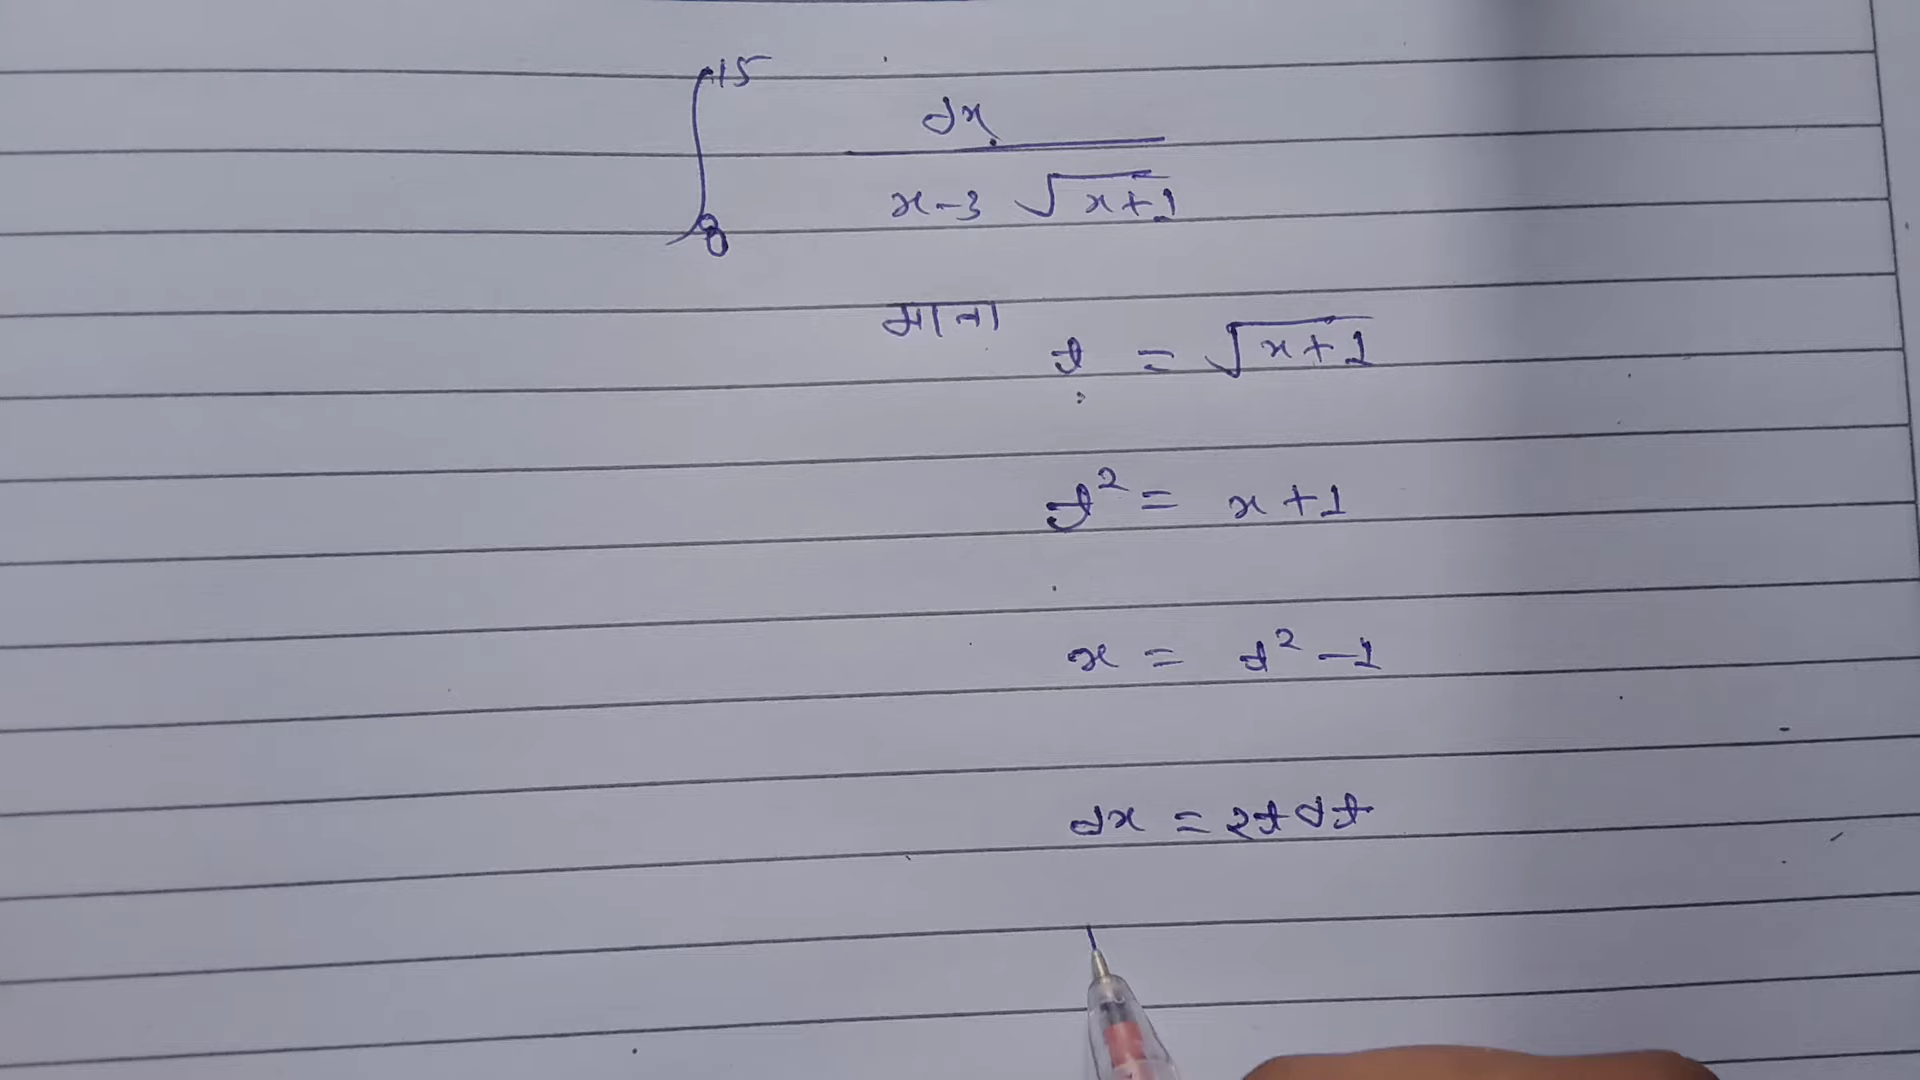 ∫₈¹⁵ dx / x-3 √x+1
माना
t = √x+1
t² = x+1
x = t² -1
dx = 2t dt